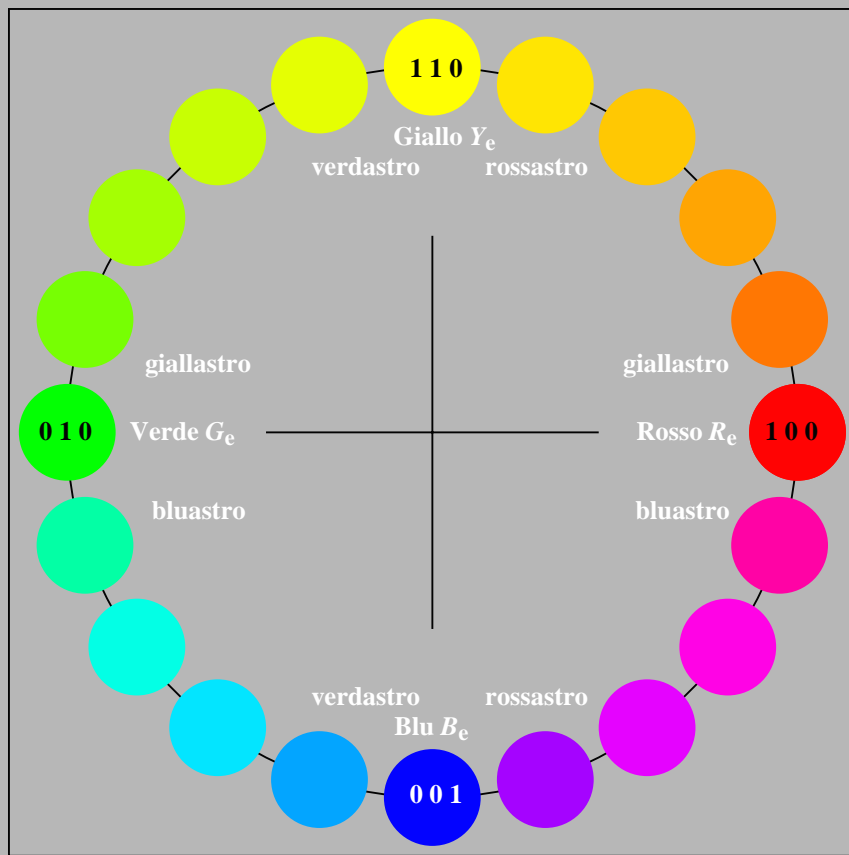 1 1 0
Giallo Ye
verdastro rossastro
giallastro giallastro
0 1 0 Verde Ge Rosso Re 1 0 0
bluastro bluastro
verdastro rossastro
Blu Be
0 0 1